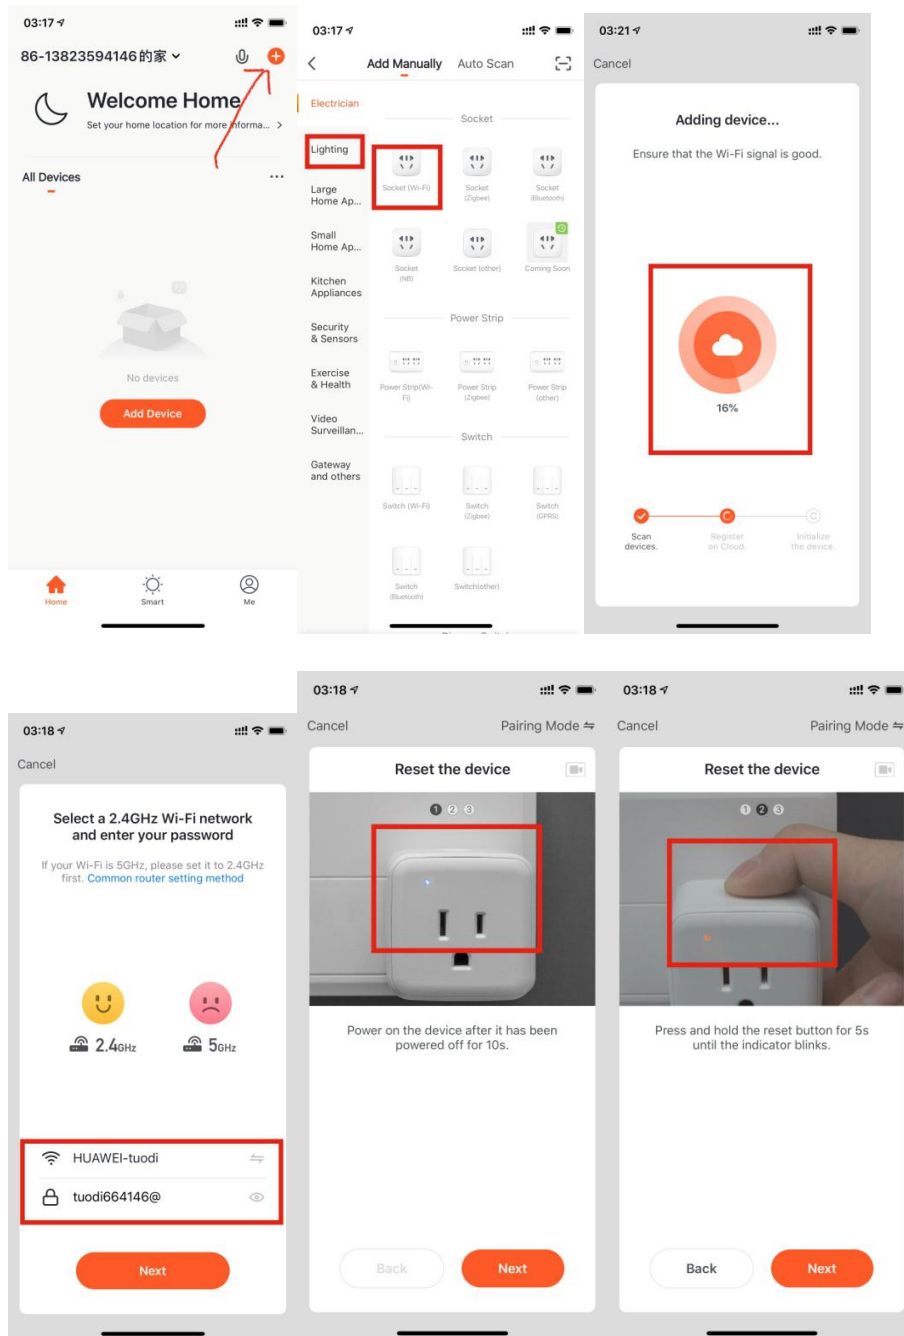 03:17
86-13823594146的家
Welcome Home
Set your home location for more informa...
All Devices
...
No devices
Add Device
Home
Smart
Me
03:17
Add Manually
Auto Scan
Electrician
Lighting
Large
Home Ap...
Small
Home Ap...
Kitchen
Appliances
Security
& Sensors
Exercise
& Health
Video
Surveillan...
Gateway
and others
Socket
Socket (Wi-Fi)
Socket
(Zigbee)
Socket
(Bluetooth)
Socket
(NB)
Socket (other)
Coming Soon
Power Strip
Power Strip(Wi-
Fi)
Power Strip
(Zigbee)
Power Strip
(other)
Switch
Switch (Wi-Fi)
Switch
(Zigbee)
Switch
(GPRS)
Switch
(Bluetooth)
Switch(other)
03:21
Cancel
Adding device...
Ensure that the Wi-Fi signal is good.
16%
Scan
devices.
Register
on Cloud.
Initialize
the device.
03:18
Cancel
Select a 2.4GHz Wi-Fi network
and enter your password
If your Wi-Fi is 5GHz, please set it to 2.4GHz
first. Common router setting method
2.4GHz
5GHz
HUAWEI-tuodi
tuodi664146@
Next
03:18
Cancel
Pairing Mode
Reset the device
1 2 3
Power on the device after it has been
powered off for 10s.
Back
Next
03:18
Cancel
Pairing Mode
Reset the device
1 2 3
Press and hold the reset button for 5s
until the indicator blinks.
Back
Next